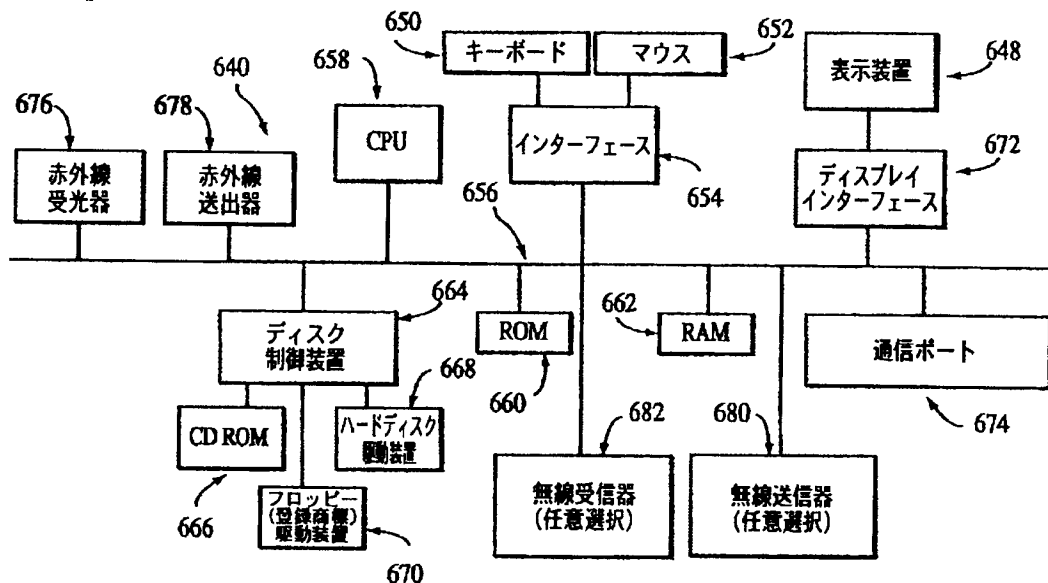 650
キーボード
マウス
652
658
640
676
678
表示装置
648
CPU
インターフェース
赤外線
受光器
赤外線
送出器
654
ディスプレイ
インターフェース
672
656
664
ディスク
制御装置
ROM
660
662
RAM
通信ポート
674
668
CD ROM
666
ハードディスク
駆動装置
フロッピー
(登録商標)
駆動装置
670
682
無線受信器
(任意選択)
680
無線送信器
(任意選択)